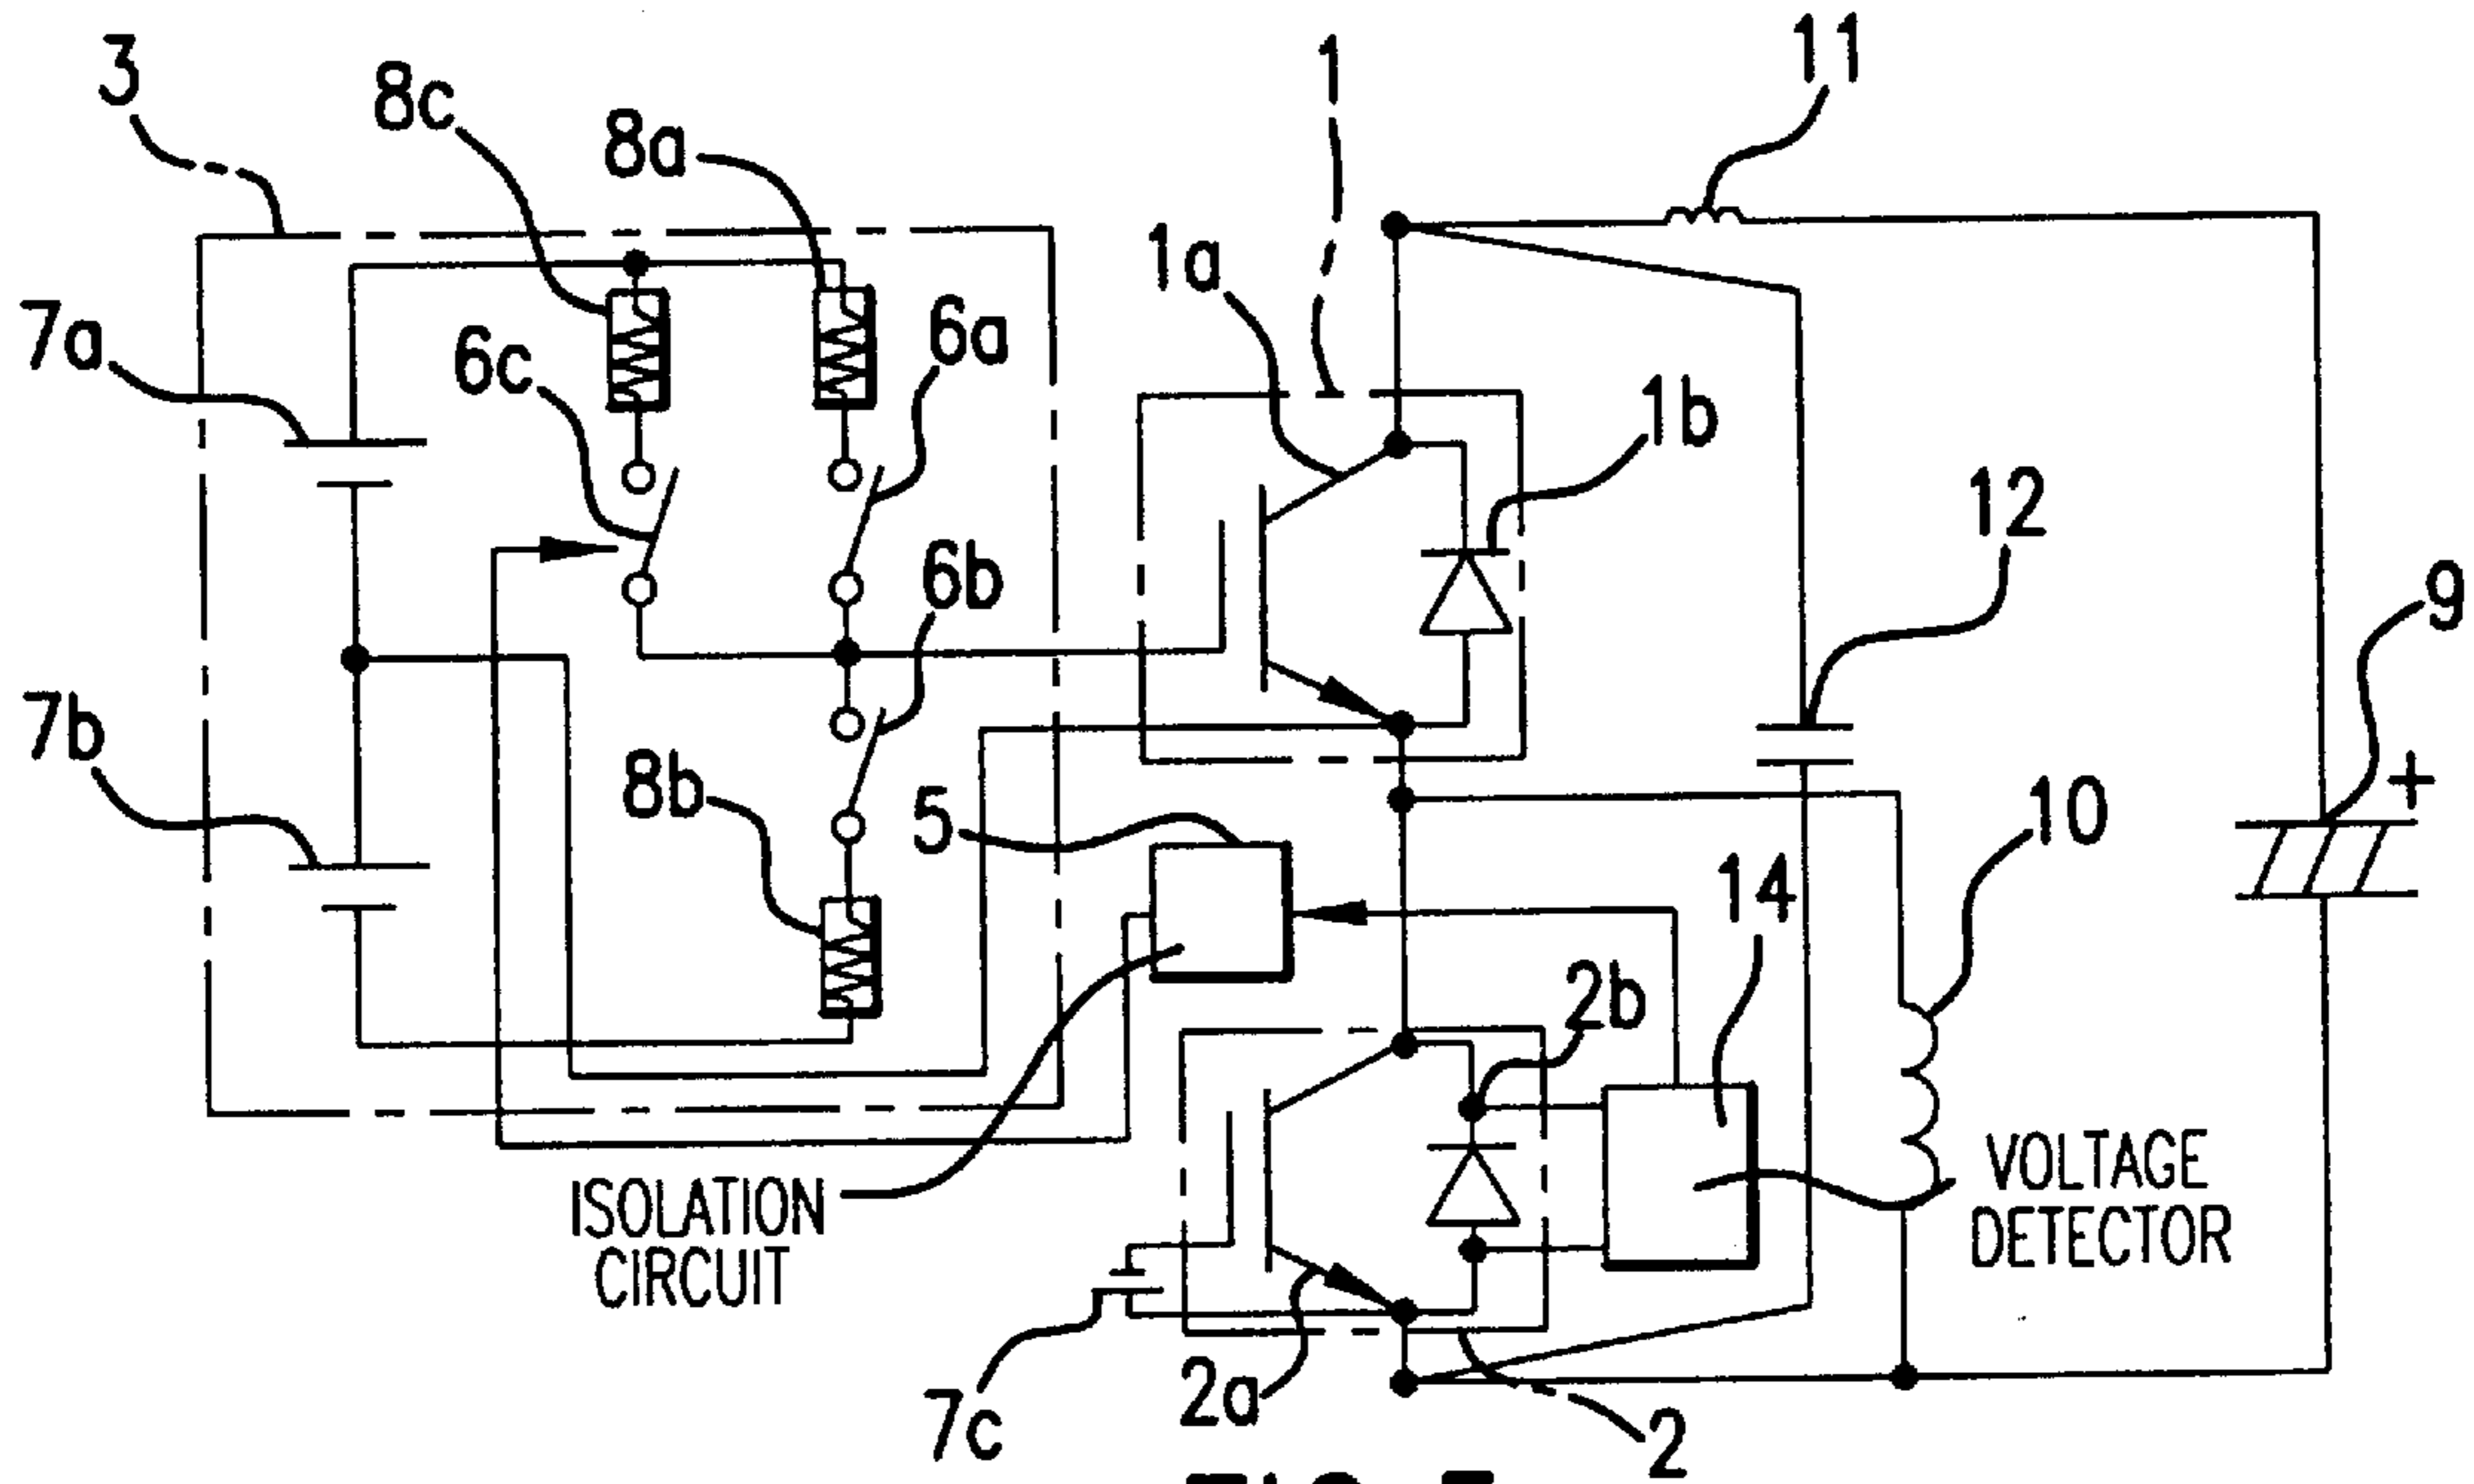 3
8c
8a
1
11
1a
7a
6c
6a
1b
12
6b
9
7b
8b
5
+
10
14
2b
VOLTAGE
DETECTOR
ISOLATION
CIRCUIT
7c
2a
2